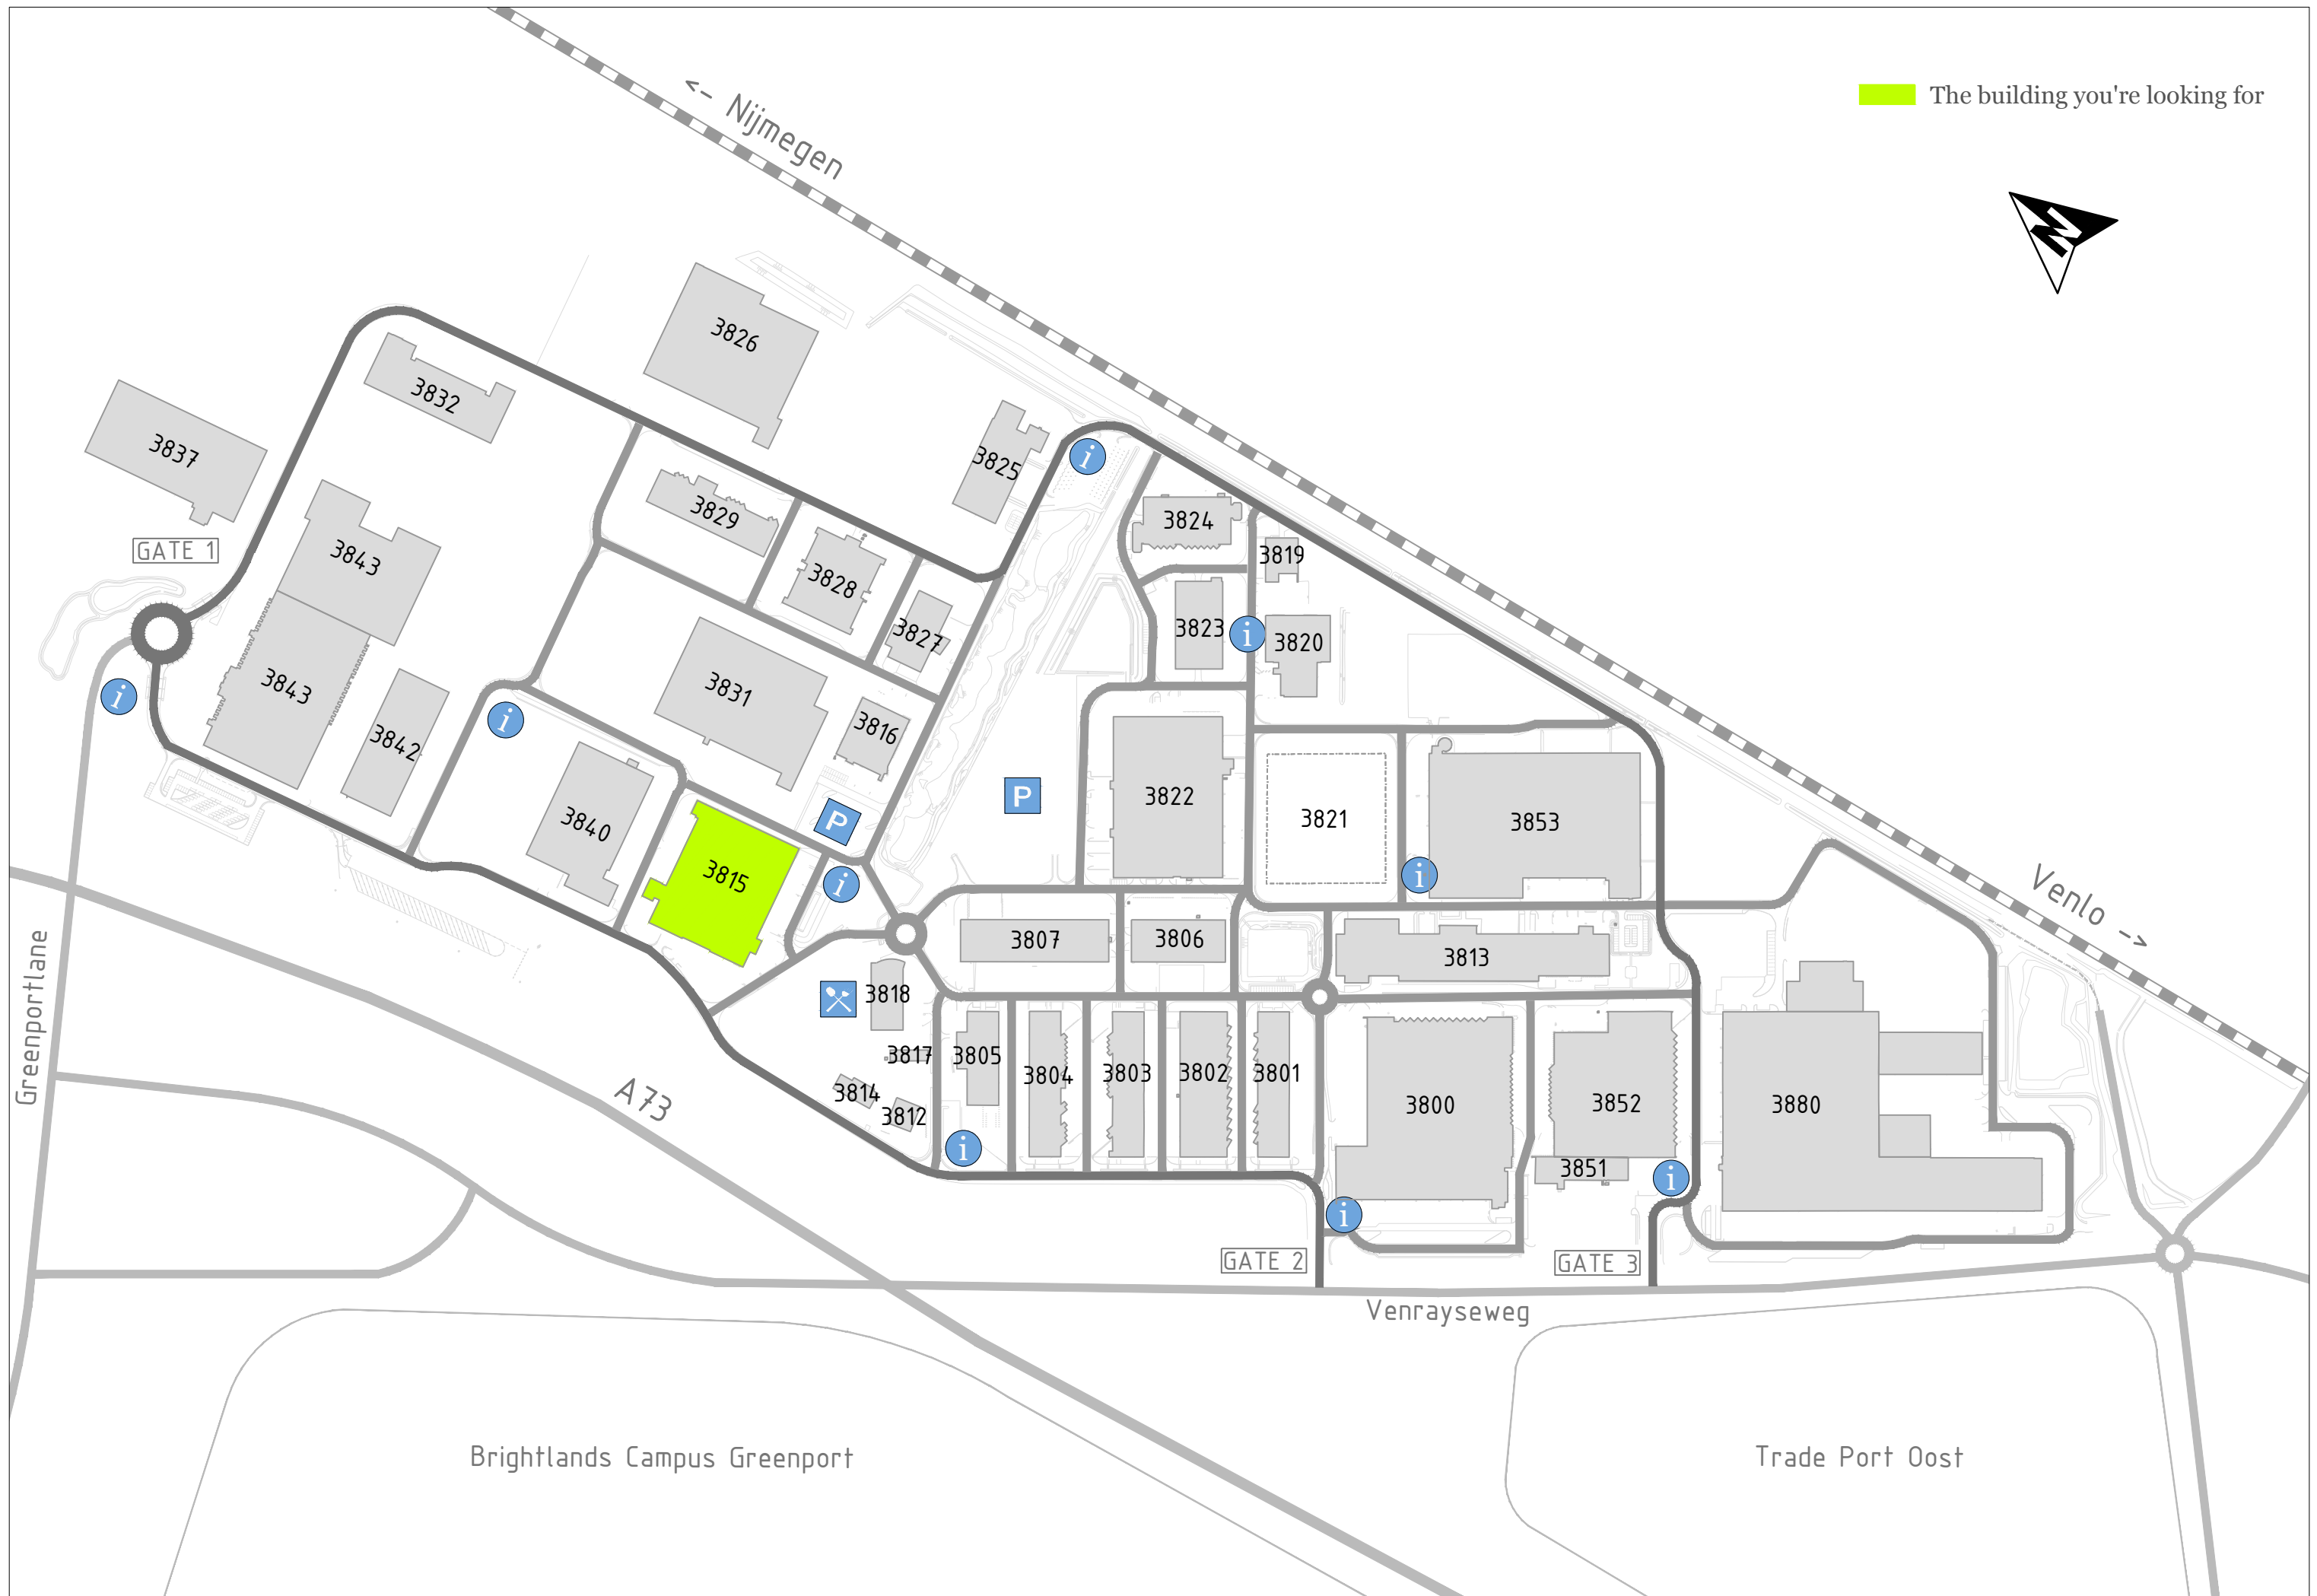 <- Nijmegen
The building you're looking for
N
3826
3832
3837
3825
3829
3824
GATE 1
3843
3819
3828
3823
3827
3820
i
i
3843
3831
i
i
3816
3842
3822
P
3821
3853
3840
P
3815
i
i
Venlo ->
3807
3806
3813
Greenportlane
3818
3817
3805
3804
3803
3802
3801
3800
3852
3880
A73
3814
3812
i
3851
i
i
GATE 2
GATE 3
Venrayseweg
Brightlands Campus Greenport
Trade Port Oost